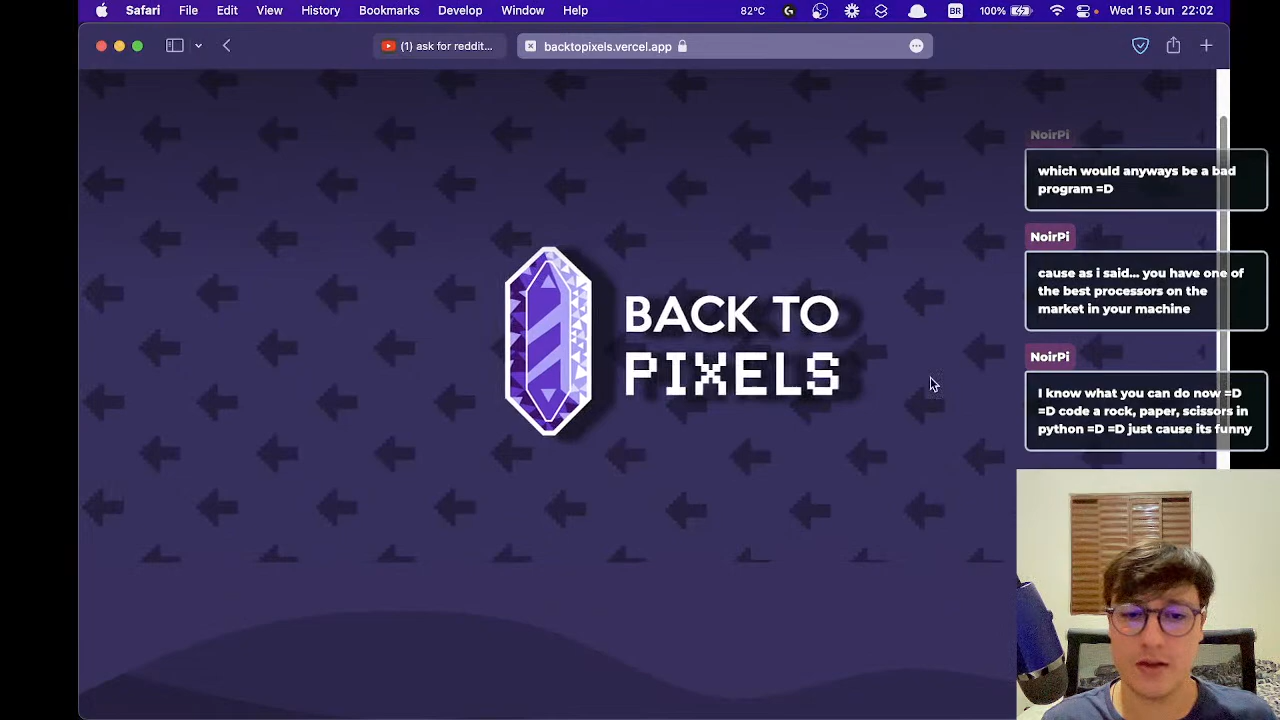 Safari File Edit View History Bookmarks Develop Window Help 82°C BR 100% Wed 15 Jun 22:02
(1) ask for reddit... backtopixels.vercel.app
NoirPi
which would anyways be a bad
program =D
NoirPi
cause as i said... you have one of
the best processors on the
market in your machine
NoirPi
I know what you can do now =D
=D code a rock, paper, scissors in
python =D =D just cause its funny
BACK TO
PIXELS